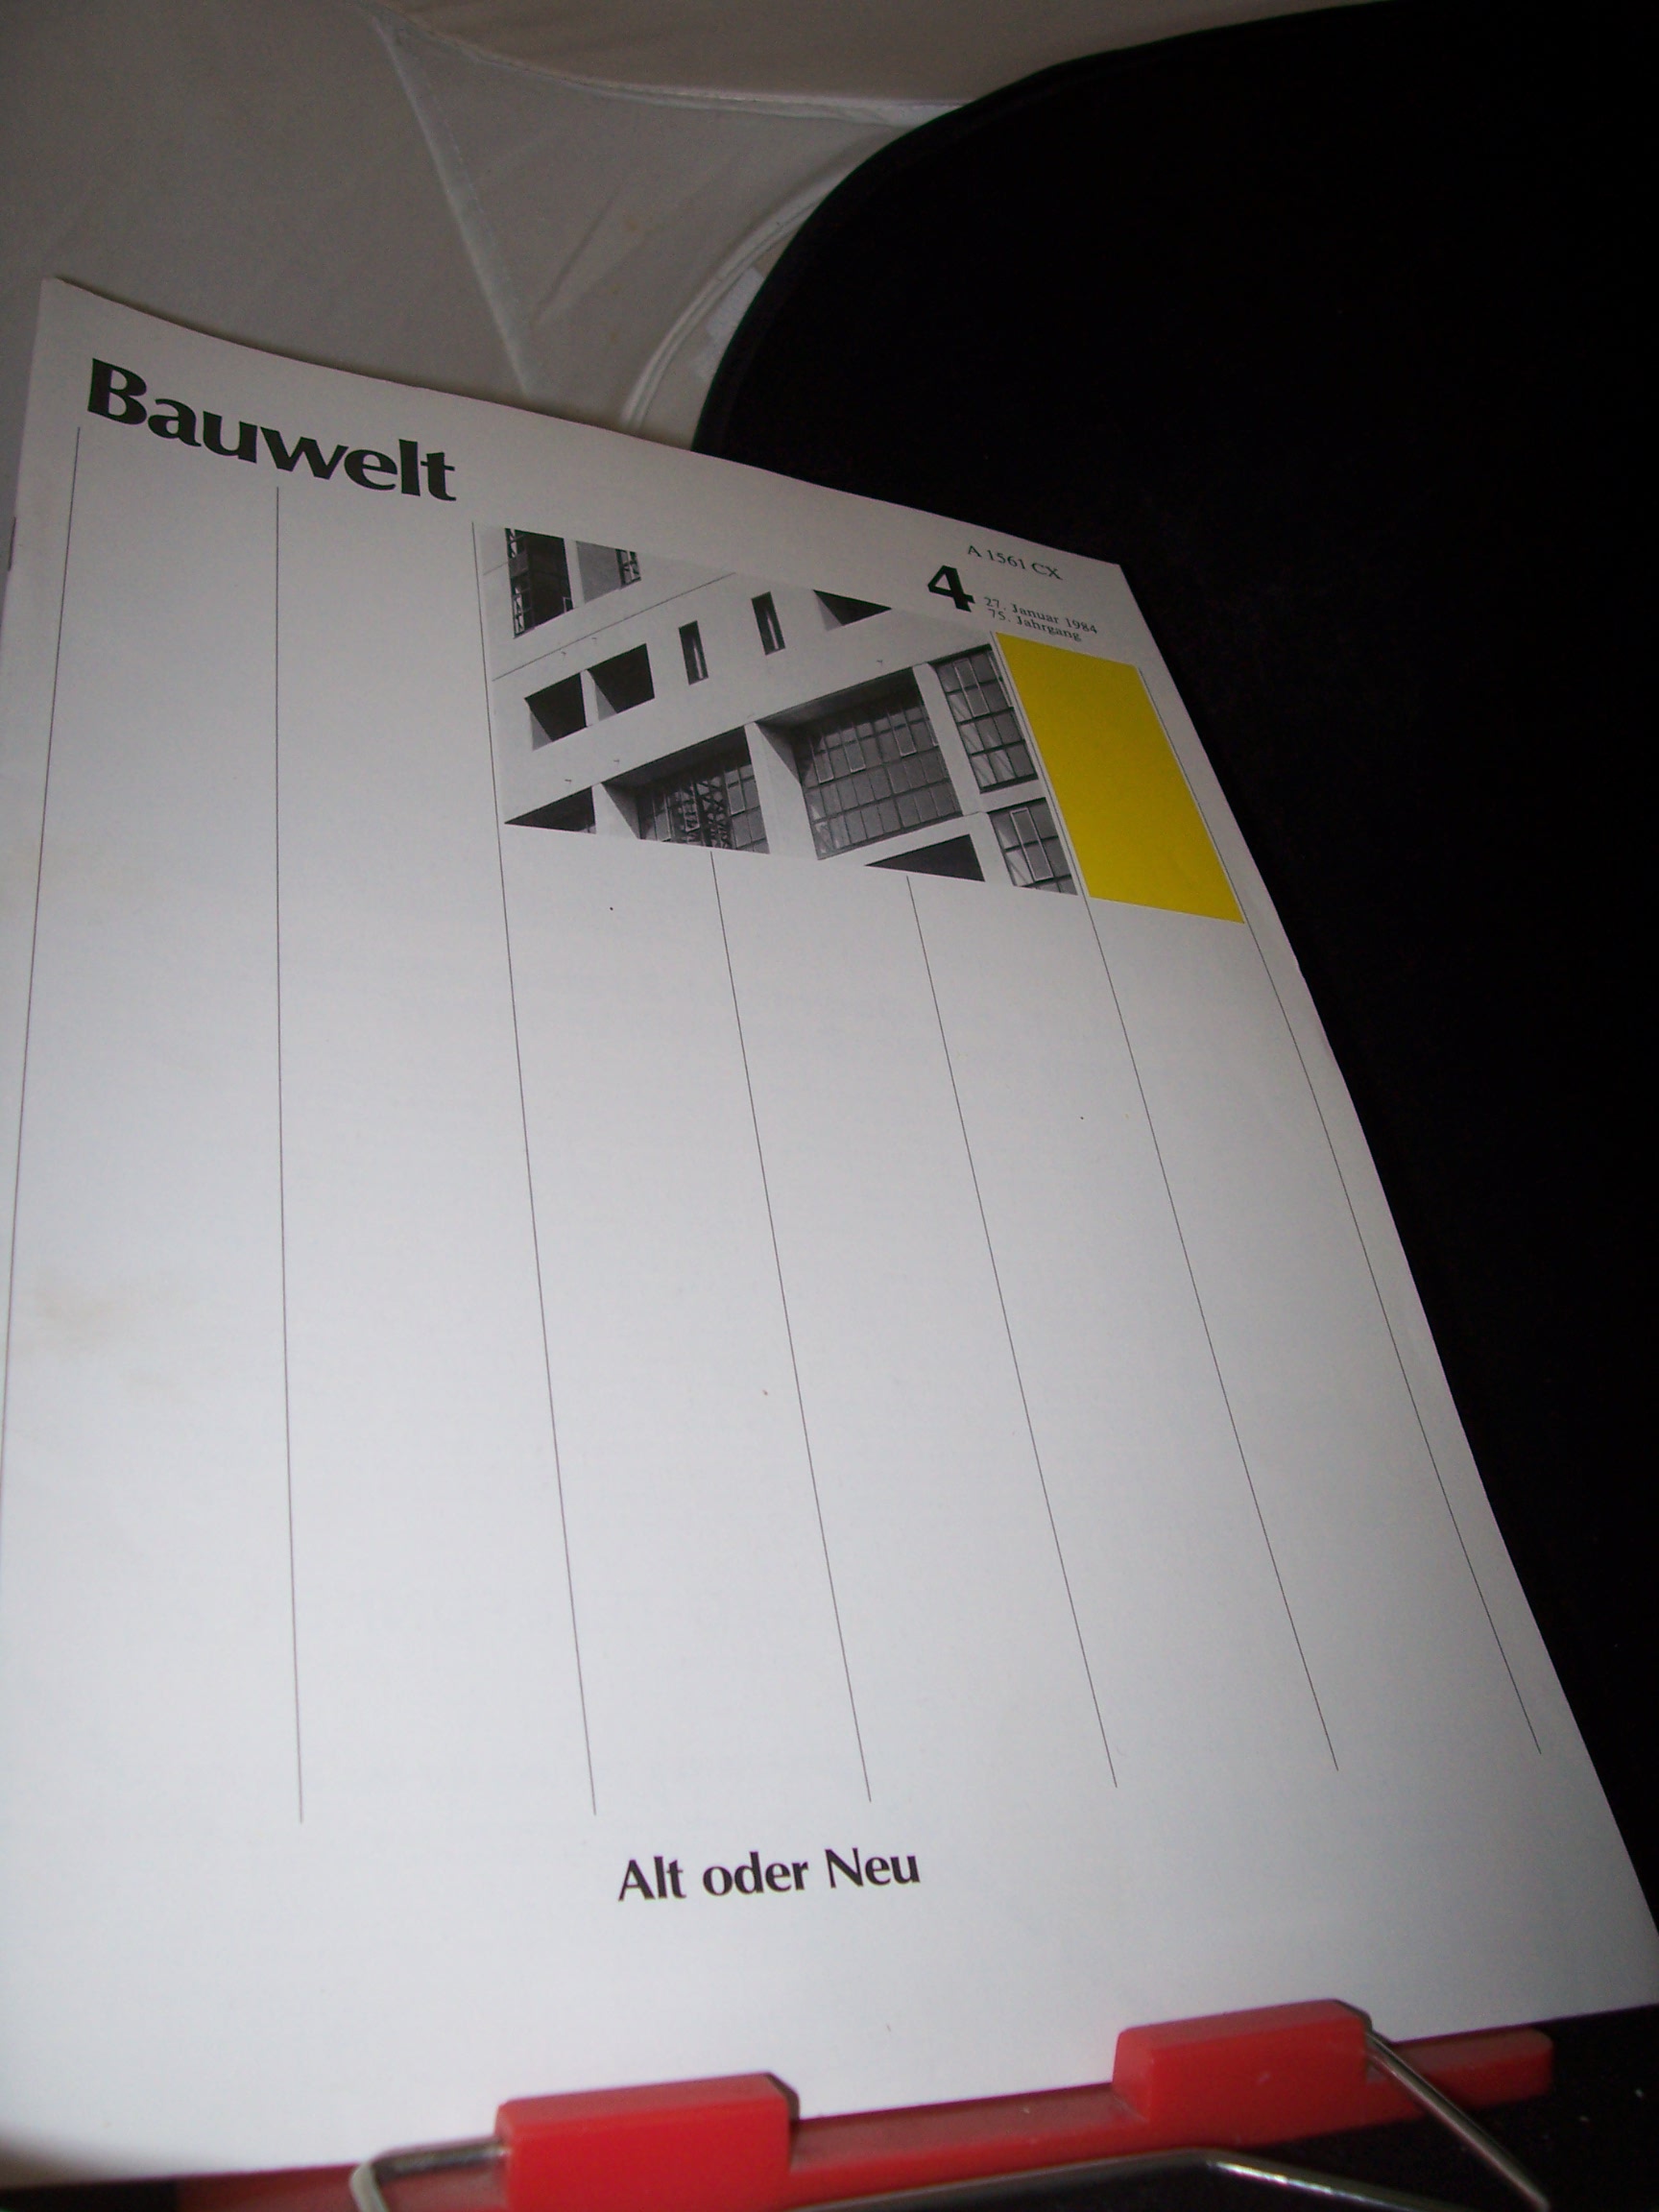 Bauwelt
A 1561 CX
4
27. Januar 1984
75. Jahrgang
Alt oder Neu